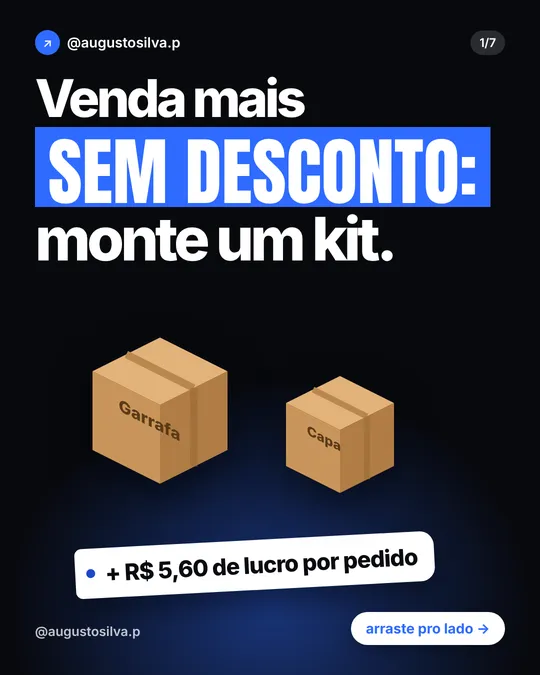 @augustosilva.p
1/7
Venda mais
SEM DESCONTO:
monte um kit.
Garrafa
Capa
+ R$ 5,60 de lucro por pedido
@augustosilva.p
arraste pro lado →